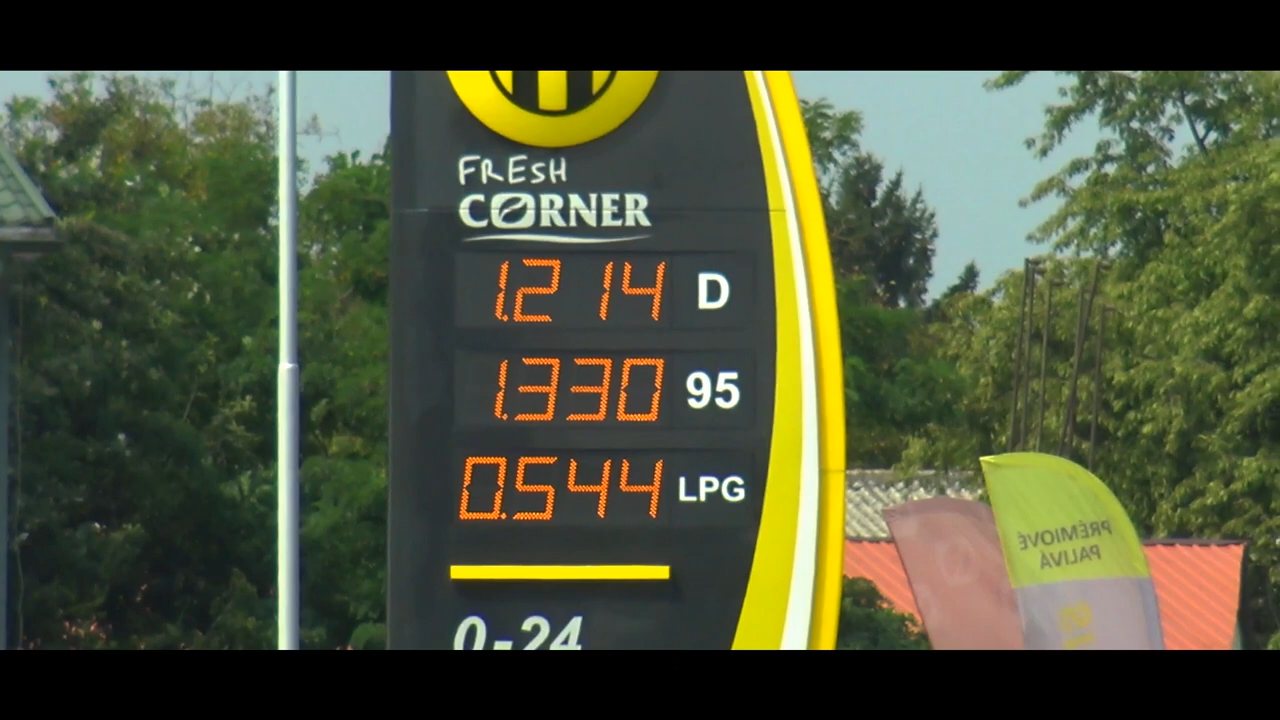 FRESH
CORNER
1.214 D
1.330 95
0.544 LPG
0-24
PRÉMIOVÉ
PALIVÁ